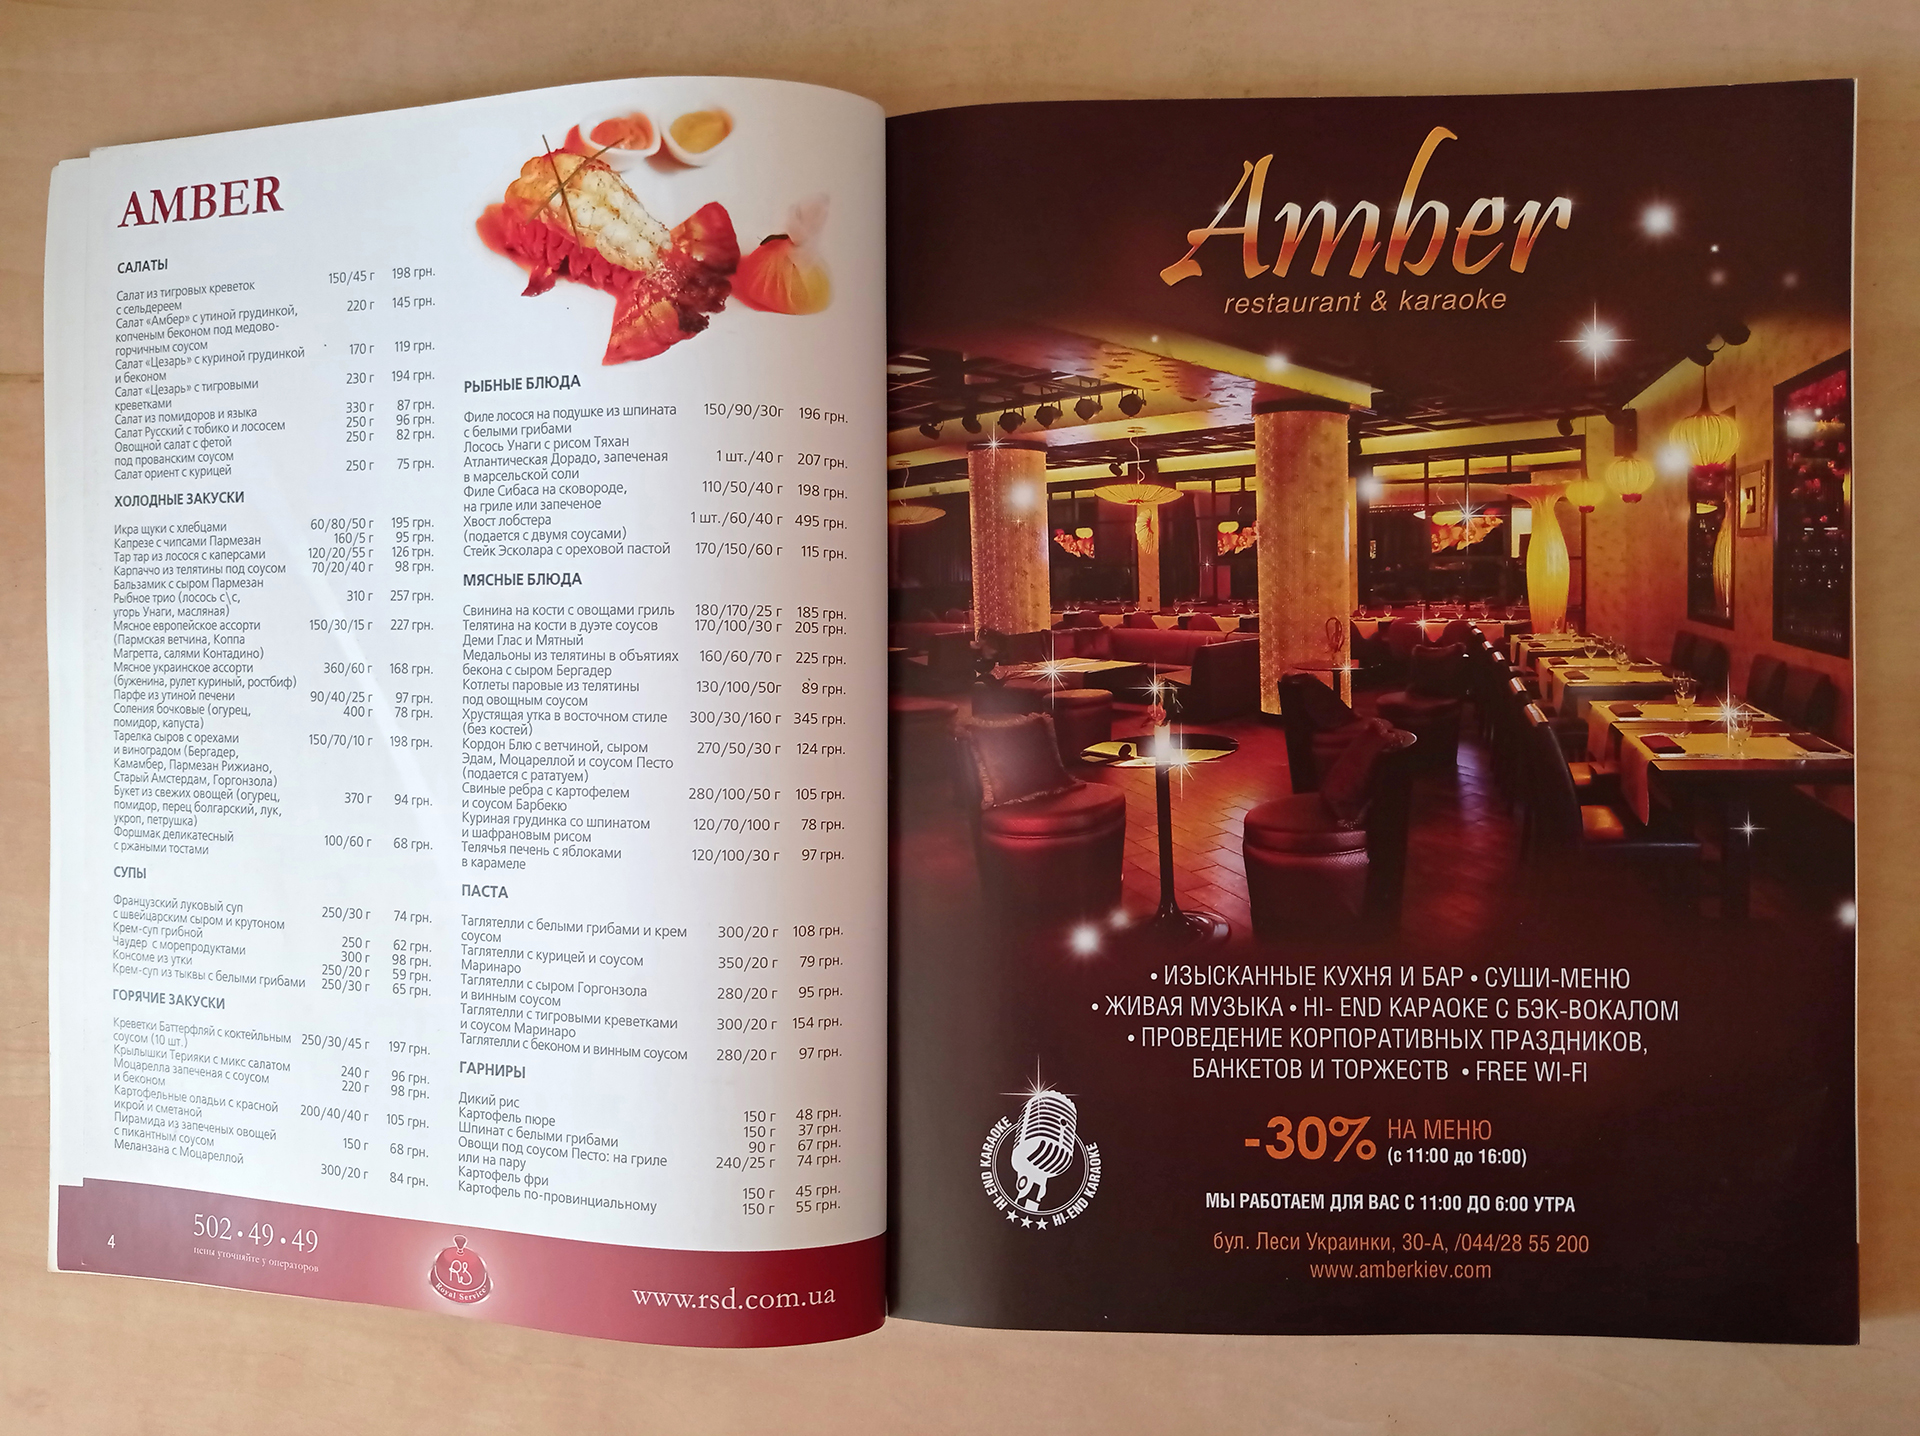 AMBER
САЛАТЫ
Салат из тигровых креветок 150/45 г 198 грн.
с сельдереем
Салат «Амбер» с утиной грудинкой, 220 г 145 грн.
копченым беконом под медово-
горчичным соусом
Салат «Цезарь» с куриной грудинкой 170 г 119 грн.
и беконом
Салат «Цезарь» с тигровыми 230 г 194 грн.
креветками
Салат из помидоров и языка 330 г 87 грн.
Салат Русский с тобико и лососем 250 г 96 грн.
Овощной салат с фетой 250 г 82 грн.
под прованским соусом
Салат ориент с курицей 250 г 75 грн.
ХОЛОДНЫЕ ЗАКУСКИ
Икра щуки с хлебцами 60/80/50 г 195 грн.
Капрезе с чипсами Пармезан 160/5 г 95 грн.
Тар тар из лосося с каперсами 120/20/55 г 126 грн.
Карпаччо из телятины под соусом 70/20/40 г 98 грн.
Бальзамик с сыром Пармезан
Рыбное трио (лосось с\с, 310 г 257 грн.
угорь Унаги, масляная)
Мясное европейское ассорти 150/30/15 г 227 грн.
(Пармская ветчина, Коппа
Магретта, салями Контадино)
Мясное украинское ассорти 360/60 г 168 грн.
(буженина, рулет куриный, ростбиф)
Парфе из утиной печени 90/40/25 г 97 грн.
Соления бочковые (огурец, 400 г 78 грн.
помидор, капуста)
Тарелка сыров с орехами 150/70/10 г 198 грн.
и виноградом (Бергадер,
Камамбер, Пармезан Рижиано,
Старый Амстердам, Горгонзола)
Букет из свежих овощей (огурец, 370 г 94 грн.
помидор, перец болгарский, лук,
укроп, петрушка)
Форшмак деликатесный 100/60 г 68 грн.
с ржаными тостами
СУПЫ
Французский луковый суп 250/30 г 74 грн.
с швейцарским сыром и крутоном
Крем-суп грибной 250 г 62 грн.
Чаудер с морепродуктами 300 г 98 грн.
Консоме из утки 250/20 г 59 грн.
Крем-суп из тыквы с белыми грибами 250/30 г 65 грн.
ГОРЯЧИЕ ЗАКУСКИ
Креветки Баттерфляй с коктейльным 250/30/45 г 197 грн.
соусом (10 шт.)
Крылышки Терияки с микс салатом 240 г 96 грн.
Моцарелла запеченая с соусом 220 г 98 грн.
и беконом
Картофельные оладьи с красной 200/40/40 г 105 грн.
икрой и сметаной
Пирамида из запеченых овощей 150 г 68 грн.
с пикантным соусом
Меланзана с Моцареллой 300/20 г 84 грн.
РЫБНЫЕ БЛЮДА
Филе лосося на подушке из шпината 150/90/30г 196 грн.
с белыми грибами
Лосось Унаги с рисом Тяхан
Атлантическая Дорадо, запеченая 1 шт./40 г 207 грн.
в марсельской соли
Филе Сибаса на сковороде, 110/50/40 г 198 грн.
на гриле или запеченое
Хвост лобстера 1 шт./60/40 г 495 грн.
(подается с двумя соусами)
Стейк Эсколара с ореховой пастой 170/150/60 г 115 грн.
МЯСНЫЕ БЛЮДА
Свинина на кости с овощами гриль 180/170/25 г 185 грн.
Телятина на кости в дуэте соусов 170/100/30 г 205 грн.
Деми Глас и Мятный
Медальоны из телятины в объятиях 160/60/70 г 225 грн.
бекона с сыром Бергадер
Котлеты паровые из телятины 130/100/50г 89 грн.
под овощным соусом
Хрустящая утка в восточном стиле 300/30/160 г 345 грн.
(без костей)
Кордон Блю с ветчиной, сыром 270/50/30 г 124 грн.
Эдам, Моцареллой и соусом Песто
(подается с рататуем)
Свиные ребра с картофелем 280/100/50 г 105 грн.
и соусом Барбекю
Куриная грудинка со шпинатом 120/70/100 г 78 грн.
и шафрановым рисом
Телячья печень с яблоками 120/100/30 г 97 грн.
в карамеле
ПАСТА
Таглятелли с белыми грибами и крем 300/20 г 108 грн.
соусом
Таглятелли с курицей и соусом 350/20 г 79 грн.
Маринаро
Таглятелли с сыром Горгонзола 280/20 г 95 грн.
и винным соусом
Таглятелли с тигровыми креветками 300/20 г 154 грн.
и соусом Маринаро
Таглятелли с беконом и винным соусом 280/20 г 97 грн.
ГАРНИРЫ
Дикий рис 150 г 48 грн.
Картофель пюре 150 г 37 грн.
Шпинат с белыми грибами 90 г 67 грн.
Овощи под соусом Песто: на гриле 240/25 г 74 грн.
или на пару
Картофель фри 150 г 45 грн.
Картофель по-провинциальному 150 г 55 грн.
4
502•49•49
цены уточняйте у операторов
RS
Royal Service
www.rsd.com.ua
Amber
restaurant & karaoke
• ИЗЫСКАННЫЕ КУХНЯ И БАР • СУШИ-МЕНЮ
• ЖИВАЯ МУЗЫКА • HI- END КАРАОКЕ С БЭК-ВОКАЛОМ
• ПРОВЕДЕНИЕ КОРПОРАТИВНЫХ ПРАЗДНИКОВ,
БАНКЕТОВ И ТОРЖЕСТВ • FREE WI-FI
HI-END KARAOKE
HI-END KARAOKE
-30% НА МЕНЮ
(с 11:00 до 16:00)
МЫ РАБОТАЕМ ДЛЯ ВАС С 11:00 ДО 6:00 УТРА
бул. Леси Украинки, 30-А, /044/28 55 200
www.amberkiev.com